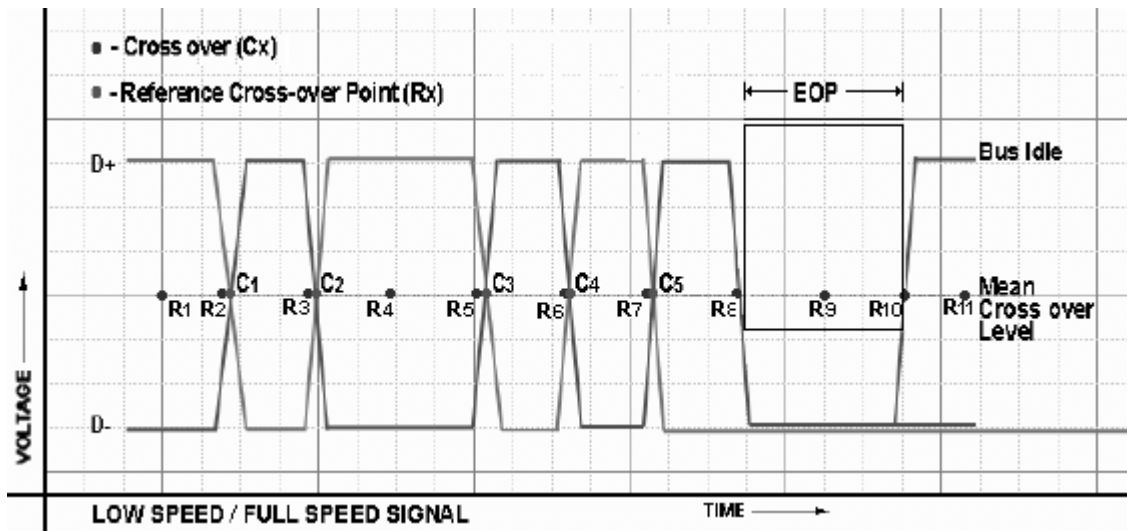 - Cross over (Cx)
- Reference Cross-over Point (Rx)
EOP
D+
Bus Idle
C1 C2 C3 C4 C5
R1 R2 R3 R4 R5 R6 R7 R8 R9 R10 R11
Mean
Cross over
Level
D-
VOLTAGE
LOW SPEED / FULL SPEED SIGNAL
TIME